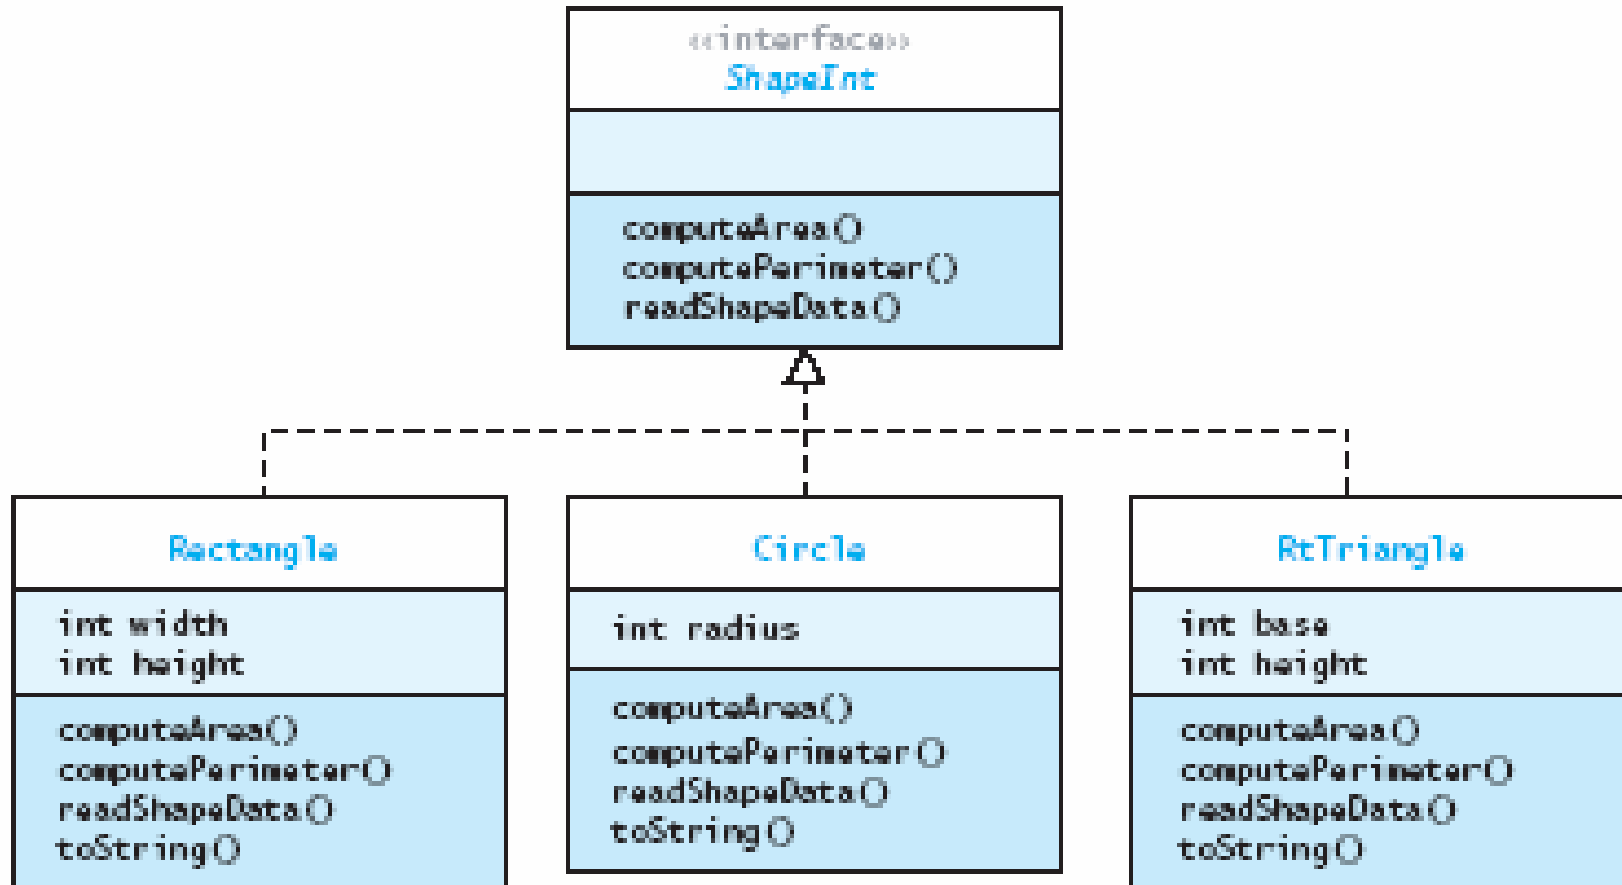 «interface»
ShapeInt
computeArea()
computePerimeter()
readShapeData()
Rectangle
int width
int height
computeArea()
computePerimeter()
readShapeData()
toString()
Circle
int radius
computeArea()
computePerimeter()
readShapeData()
toString()
RtTriangle
int base
int height
computeArea()
computePerimeter()
readShapeData()
toString()